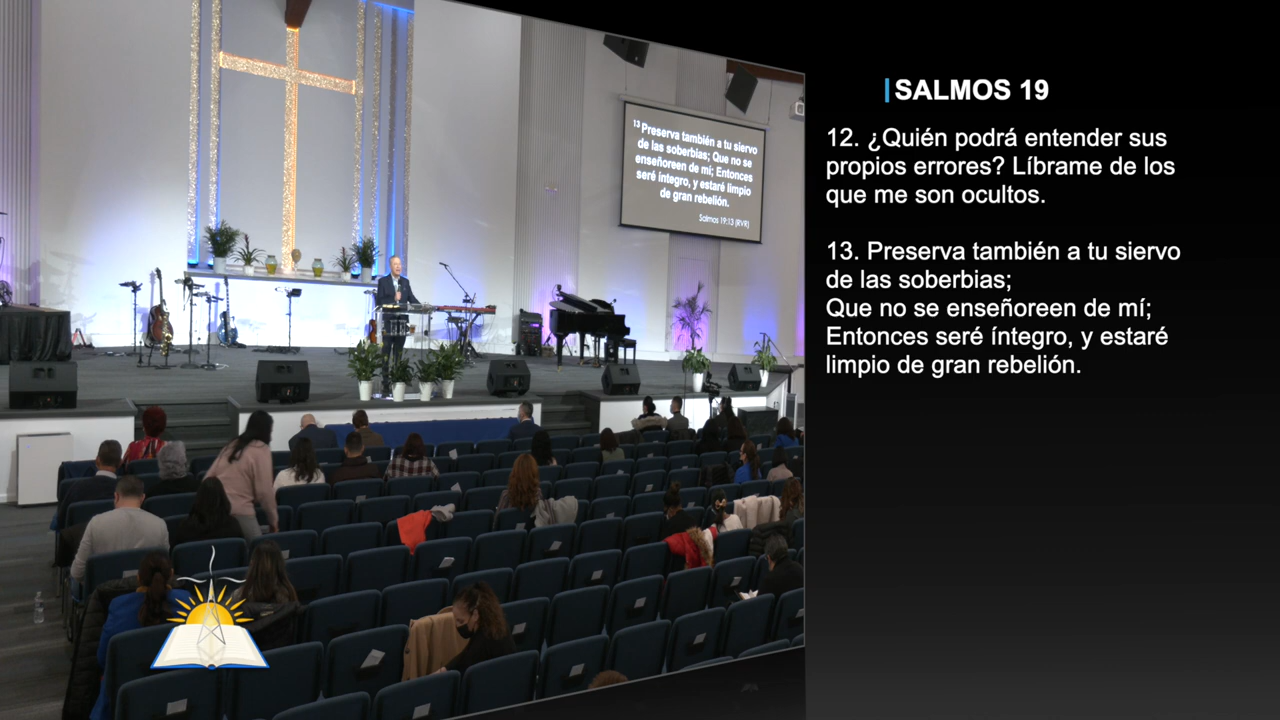 SALMOS 19
12. ¿Quién podrá entender sus
propios errores? Líbrame de los
que me son ocultos.
13. Preserva también a tu siervo
de las soberbias;
Que no se enseñoreen de mí;
Entonces seré íntegro, y estaré
limpio de gran rebelión.
13 Preserva también a tu siervo
de las soberbias; Que no se
enseñoreen de mí; Entonces
seré íntegro, y estaré limpio
de gran rebelión.
Salmos 19:13 (RVR)